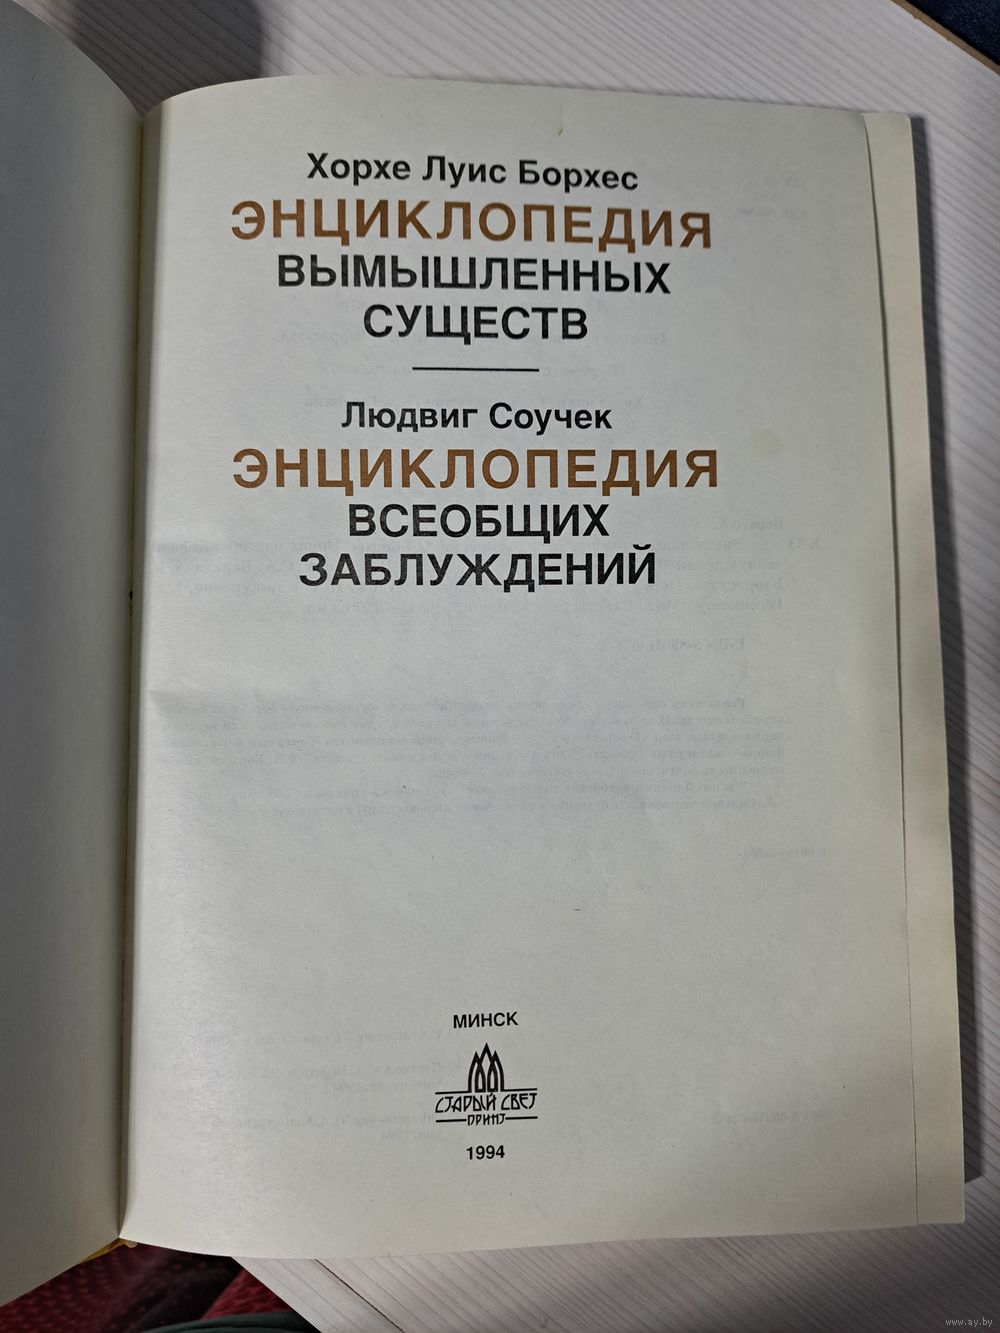 Хорхе Луис Борхес
ЭНЦИКЛОПЕДИЯ
ВЫМЫШЛЕННЫХ
СУЩЕСТВ
Людвиг Соучек
ЭНЦИКЛОПЕДИЯ
ВСЕОБЩИХ
ЗАБЛУЖДЕНИЙ
МИНСК
СТАРЫЙ СВЕТ
ПРИНТ
1994
www.ay.by